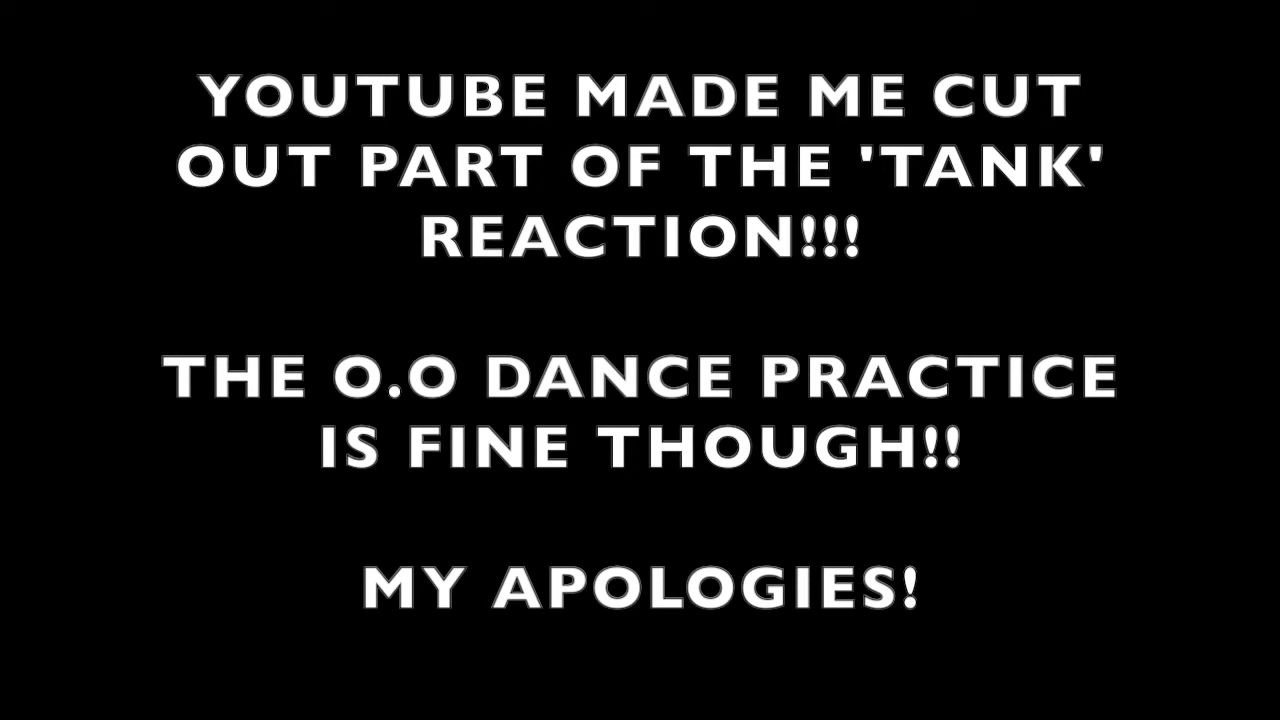 YOUTUBE MADE ME CUT
OUT PART OF THE 'TANK'
REACTION!!!
THE O.O DANCE PRACTICE
IS FINE THOUGH!!
MY APOLOGIES!